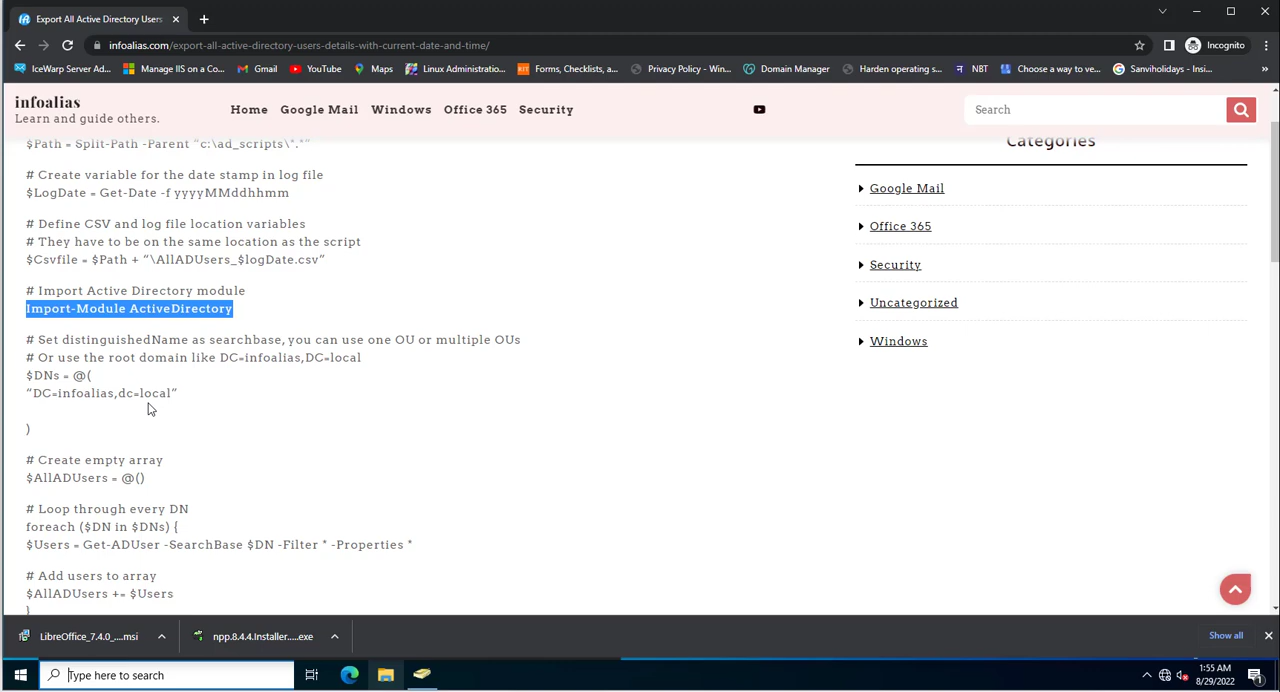 Export All Active Directory Users
infoalias.com/export-all-active-directory-users-details-with-current-date-and-time/
Incognito
IceWarp Server Ad...
Manage IIS on a Co...
Gmail
YouTube
Maps
Linux Administratio...
Forms, Checklists, a...
Privacy Policy - Win...
Domain Manager
Harden operating s...
NBT
Choose a way to ve...
Sanviholidays - Insi...
infoalias
Learn and guide others.
Home
Google Mail
Windows
Office 365
Security
Search
$Path = Split-Path -Parent “c:\ad_scripts\*.*”
# Create variable for the date stamp in log file
$LogDate = Get-Date -f yyyyMMddhhmm
# Define CSV and log file location variables
# They have to be on the same location as the script
$Csvfile = $Path + “\AllADUsers_$logDate.csv”
# Import Active Directory module
Import-Module ActiveDirectory
# Set distinguishedName as searchbase, you can use one OU or multiple OUs
# Or use the root domain like DC=infoalias,DC=local
$DNs = @(
“DC=infoalias,dc=local”
)
# Create empty array
$AllADUsers = @()
# Loop through every DN
foreach ($DN in $DNs) {
$Users = Get-ADUser -SearchBase $DN -Filter * -Properties *
# Add users to array
$AllADUsers += $Users
}
Categories
Google Mail
Office 365
Security
Uncategorized
Windows
LibreOffice_7.4.0_....msi
npp.8.4.4.Installer.....exe
Show all
Type here to search
1:55 AM
8/29/2022
1